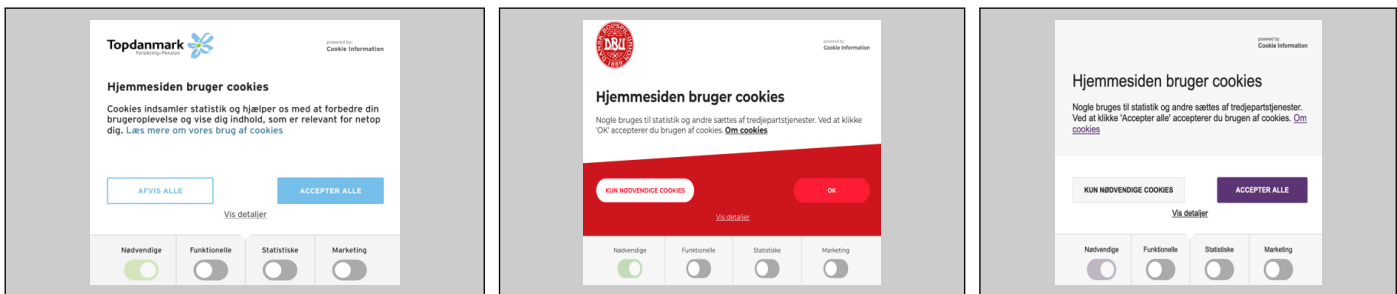 Topdanmark
Forsikring·Pension
powered by:
Cookie Information
Hjemmesiden bruger cookies
Cookies indsamler statistik og hjælper os med at forbedre din
brugeroplevelse og vise dig indhold, som er relevant for netop
dig. Læs mere om vores brug af cookies
AFVIS ALLE
ACCEPTER ALLE
Vis detaljer
Nødvendige
Funktionelle
Statistiske
Marketing
DANSK BOLDSPIL UNION
DBU
1889
powered by:
Cookie Information
Hjemmesiden bruger cookies
Nogle bruges til statistik og andre sættes af tredjepartstjenester. Ved at klikke
'OK' accepterer du brugen af cookies. Om cookies
KUN NØDVENDIGE COOKIES
OK
Vis detaljer
Nødvendige
Funktionelle
Statistiske
Marketing
powered by:
Cookie Information
Hjemmesiden bruger cookies
Nogle bruges til statistik og andre sættes af tredjepartstjenester.
Ved at klikke 'Accepter alle' accepterer du brugen af cookies. Om
cookies
KUN NØDVENDIGE COOKIES
ACCEPTER ALLE
Vis detaljer
Nødvendige
Funktionelle
Statistiske
Marketing